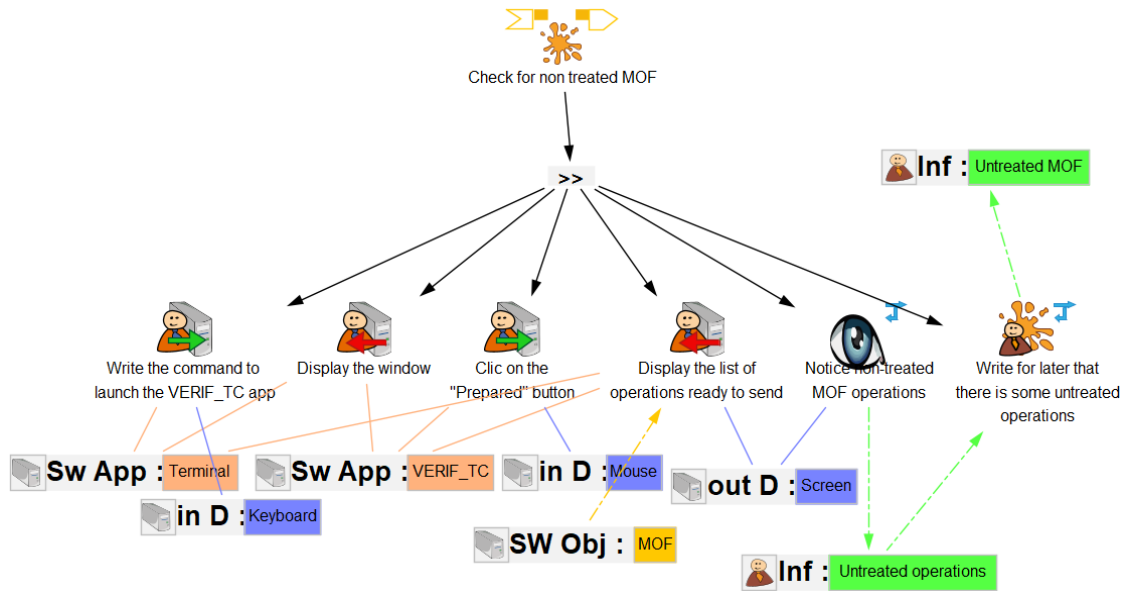 Check for non treated MOF
>>
Inf : Untreated MOF
Write the command to
launch the VERIF_TC app
Display the window
Clic on the
"Prepared" button
Display the list of
operations ready to send
Notice non-treated
MOF operations
Write for later that
there is some untreated
operations
Sw App : Terminal
Sw App : VERIF_TC
in D : Mouse
out D : Screen
in D : Keyboard
SW Obj : MOF
Inf : Untreated operations